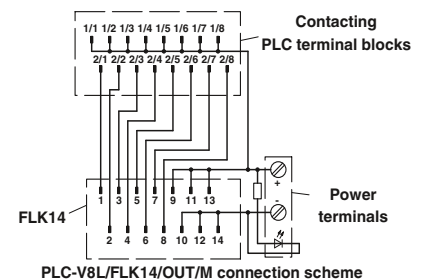 1/1 1/2 1/3 1/4 1/5 1/6 1/7 1/8
Contacting
PLC terminal blocks
2/1 2/2 2/3 2/4 2/5 2/6 2/7 2/8
1 3 5 7 9 11 13
+
-
Power
terminals
FLK14
2 4 6 8 10 12 14
PLC-V8L/FLK14/OUT/M connection scheme